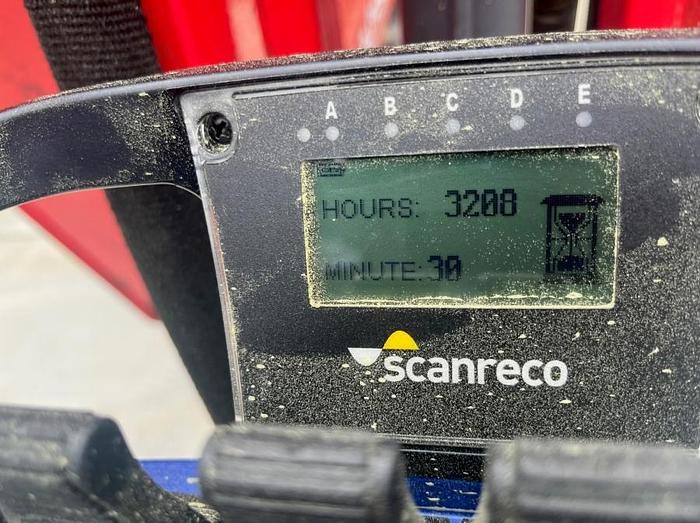 A B C D E
HOURS: 3208
MINUTE:30
scanreco